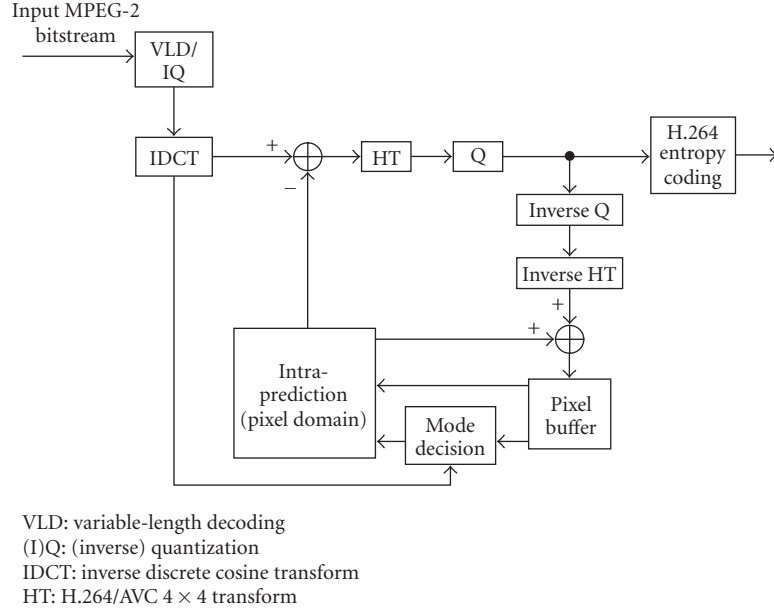 Input MPEG-2
bitstream
VLD/
IQ
IDCT
+
−
HT
Q
H.264
entropy
coding
Inverse Q
Inverse HT
+
+
Intra-
prediction
(pixel domain)
Mode
decision
Pixel
buffer
VLD: variable-length decoding
(I)Q: (inverse) quantization
IDCT: inverse discrete cosine transform
HT: H.264/AVC 4 × 4 transform